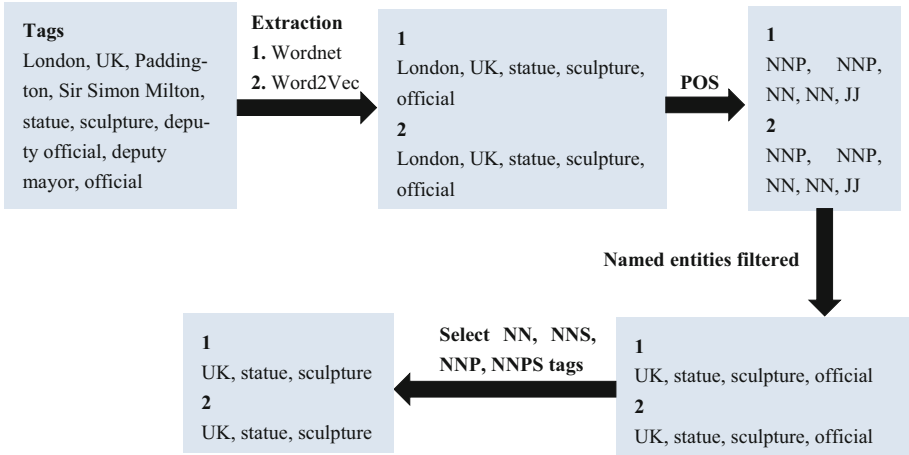 Tags
London, UK, Padding-
ton, Sir Simon Milton,
statue, sculpture, depu-
ty official, deputy
mayor, official
Extraction
1. Wordnet
2. Word2Vec
1
London, UK, statue, sculpture,
official
2
London, UK, statue, sculpture,
official
POS
1
NNP, NNP,
NN, NN, JJ
2
NNP, NNP,
NN, NN, JJ
Named entities filtered
1
UK, statue, sculpture, official
2
UK, statue, sculpture, official
Select NN, NNS,
NNP, NNPS tags
1
UK, statue, sculpture
2
UK, statue, sculpture